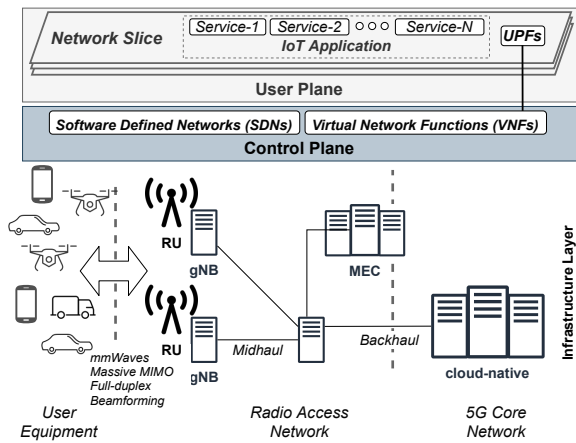 Network Slice
Service-1 Service-2 Service-N
IoT Application
UPFs
User Plane
Software Defined Networks (SDNs) Virtual Network Functions (VNFs)
Control Plane
RU
gNB
MEC
RU
gNB
Midhaul
Backhaul
cloud-native
Infrastructure Layer
mmWaves
Massive MIMO
Full-duplex
Beamforming
User
Equipment
Radio Access
Network
5G Core
Network